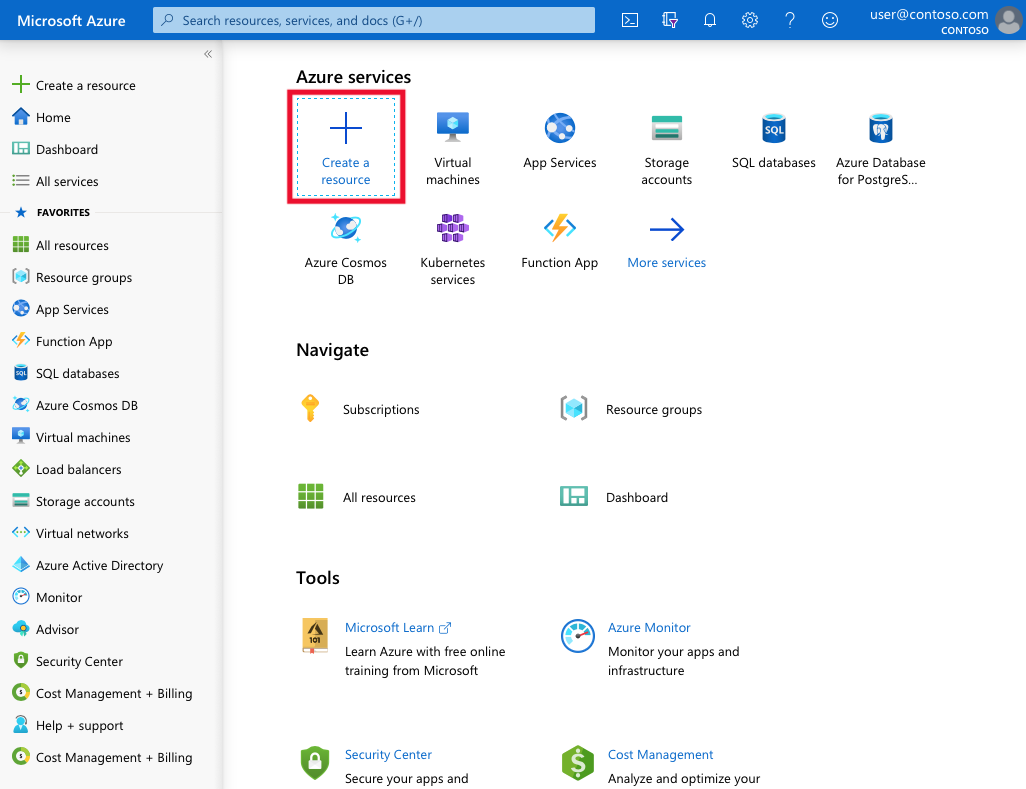 Microsoft Azure
Search resources, services, and docs (G+/)
user@contoso.com
CONTOSO
«
Create a resource
Home
Dashboard
All services
FAVORITES
All resources
Resource groups
App Services
Function App
SQL databases
Azure Cosmos DB
Virtual machines
Load balancers
Storage accounts
Virtual networks
Azure Active Directory
Monitor
Advisor
Security Center
Cost Management + Billing
Help + support
Cost Management + Billing
Azure services
Create a
resource
Virtual
machines
App Services
Storage
accounts
SQL
SQL databases
Azure Database
for PostgreS...
Azure Cosmos
DB
Kubernetes
services
Function App
More services
Navigate
Subscriptions
Resource groups
All resources
Dashboard
Tools
101
Microsoft Learn
Learn Azure with free online
training from Microsoft
Azure Monitor
Monitor your apps and
infrastructure
Security Center
Secure your apps and
$
Cost Management
Analyze and optimize your